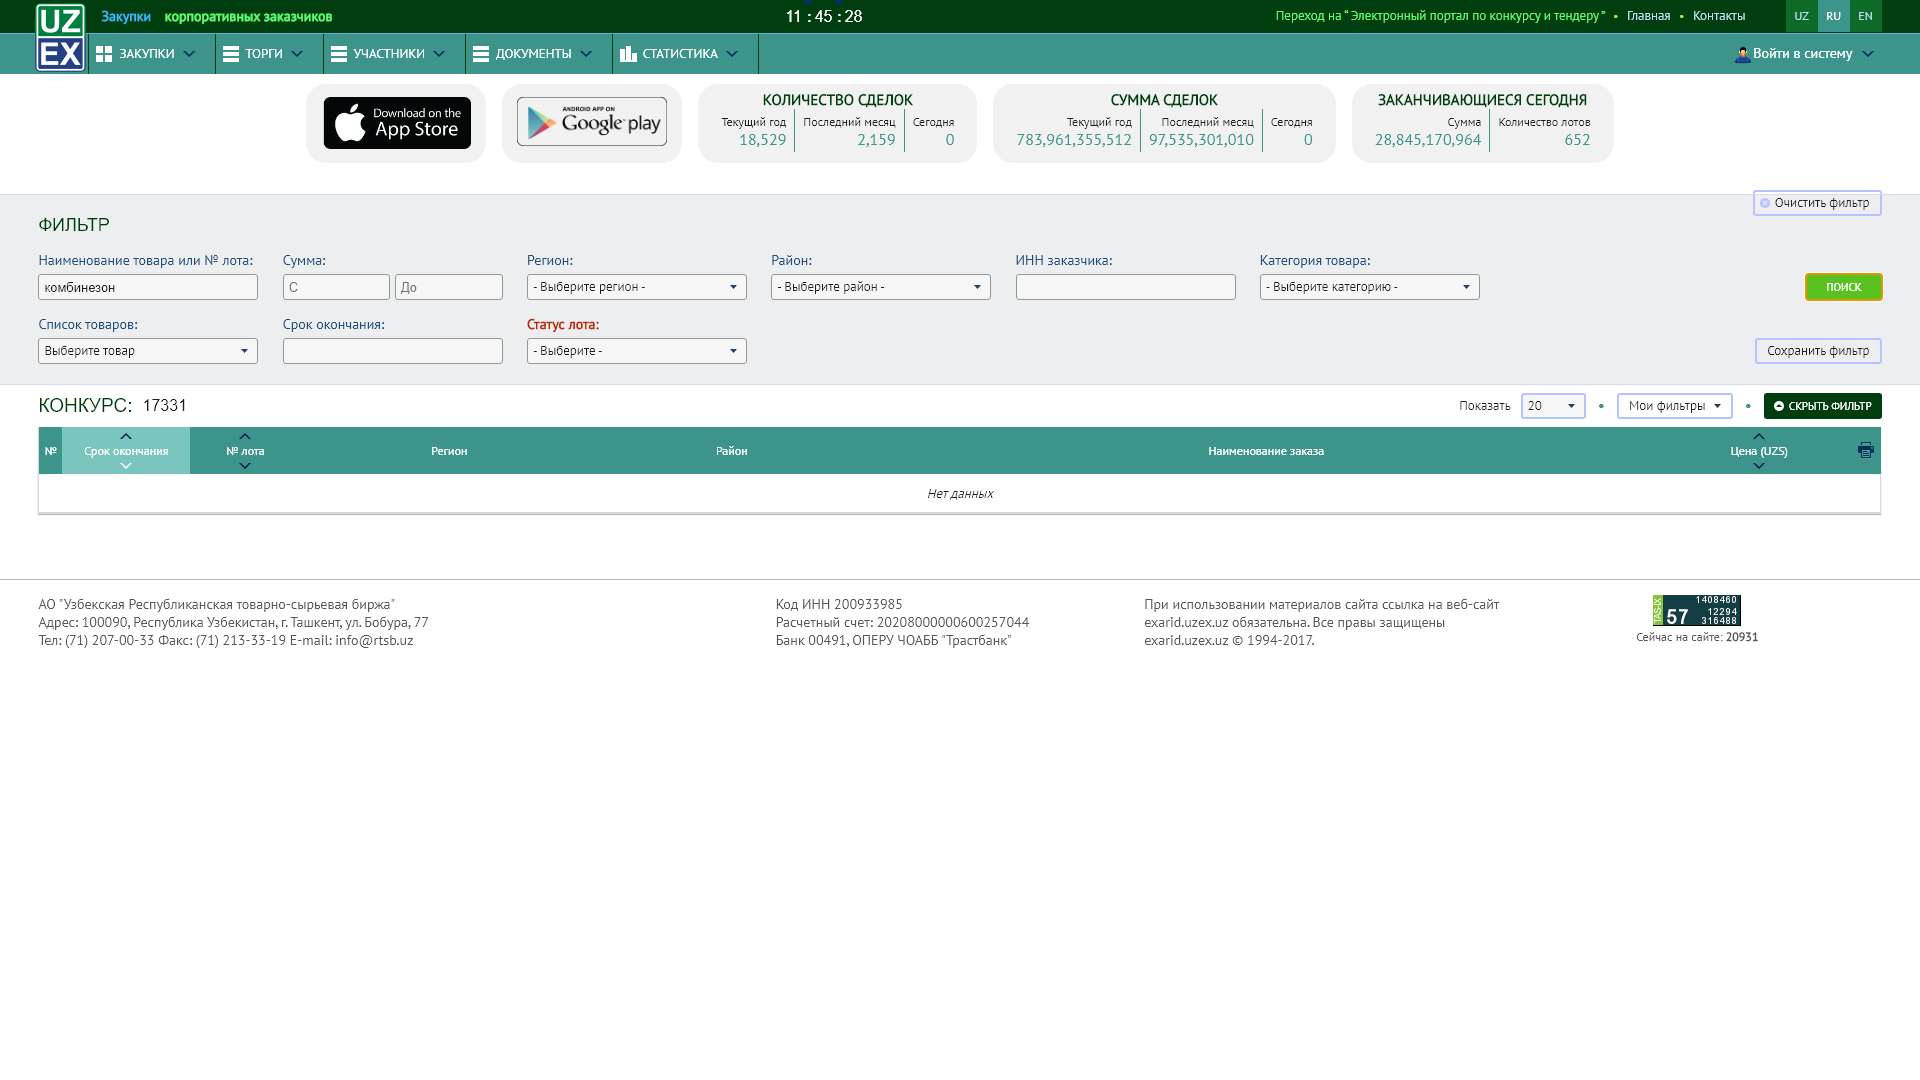 UZ
EX
Закупки корпоративных заказчиков
11 : 45 : 28
Переход на “ Электронный портал по конкурсу и тендеру ” • Главная • Контакты
UZ RU EN
ЗАКУПКИ ТОРГИ УЧАСТНИКИ ДОКУМЕНТЫ СТАТИСТИКА
Войти в систему
Download on the
App Store
ANDROID APP ON
Google play
КОЛИЧЕСТВО СДЕЛОК
Текущий год Последний месяц Сегодня
18,529 2,159 0
СУММА СДЕЛОК
Текущий год Последний месяц Сегодня
783,961,355,512 97,535,301,010 0
ЗАКАНЧИВАЮЩИЕСЯ СЕГОДНЯ
Сумма Количество лотов
28,845,170,964 652
Очистить фильтр
ФИЛЬТР
Наименование товара или № лота: Сумма: Регион: Район: ИНН заказчика: Категория товара:
комбинезон С До - Выберите регион - - Выберите район - - Выберите категорию - ПОИСК
Список товаров: Срок окончания: Статус лота:
Выберите товар - Выберите - Сохранить фильтр
КОНКУРС: 17331
Показать 20 • Мои фильтры • СКРЫТЬ ФИЛЬТР
№ Срок окончания № лота Регион Район Наименование заказа Цена (UZS)
Нет данных
АО "Узбекская Республиканская товарно-сырьевая биржа"
Адрес: 100090, Республика Узбекистан, г. Ташкент, ул. Бобура, 77
Тел: (71) 207-00-33 Факс: (71) 213-33-19 E-mail: info@rtsb.uz
Код ИНН 200933985
Расчетный счет: 20208000000600257044
Банк 00491, ОПЕРУ ЧОАББ "Трастбанк"
При использовании материалов сайта ссылка на веб-сайт
exarid.uzex.uz обязательна. Все права защищены
exarid.uzex.uz © 1994-2017.
TAS-IX
57
1408460
12294
316488
Сейчас на сайте: 20931